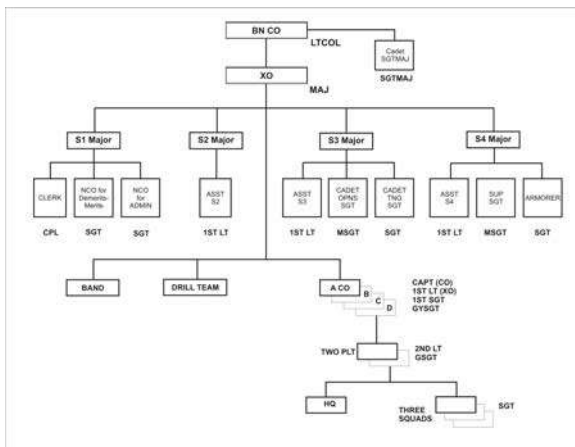 BN CO
LTCOL
Cadet
SGTMAJ
SGTMAJ
XO
MAJ
S1 Major
S2 Major
S3 Major
S4 Major
CLERK
NCO for
Demerits-
Merits-
NCO
for
ADMIN
ASST
S2
ASST
S3
CADET
OPNS
SGT
CADET
TNG
SGT
ASST
S4
SUP
SGT
ARMORER
CPL
SGT
SGT
1ST LT
1ST LT
MSGT
SGT
1ST LT
MSGT
SGT
BAND
DRILL TEAM
A CO
B
C
D
CAPT (CO)
1ST LT (XO)
1ST SGT
GYSGT
TWO PLT
2ND LT
GSGT
HQ
THREE
SQUADS
SGT